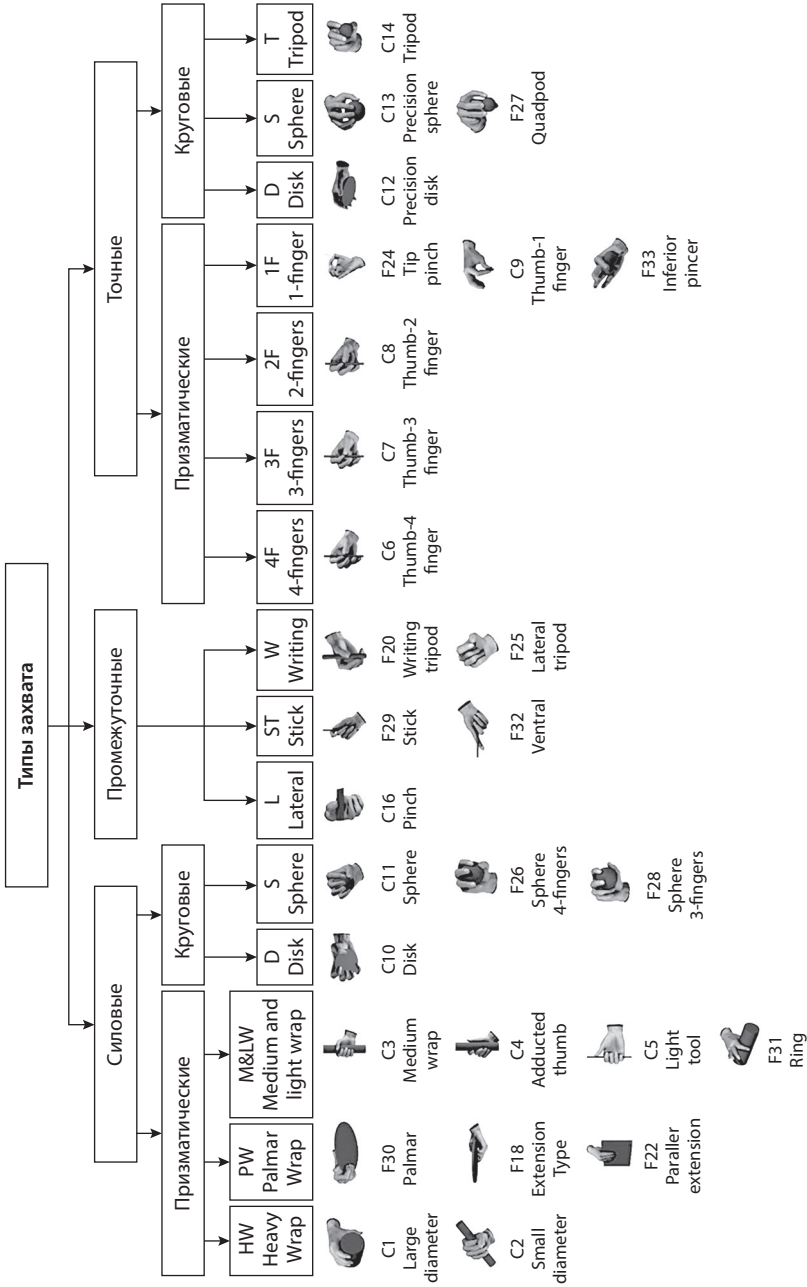 Типы захвата
Силовые
Промежуточные
Точные
Призматические
Круговые
Призматические
Круговые
HW
Heavy
Wrap
PW
Palmar
Wrap
M&LW
Medium and
light wrap
D
Disk
S
Sphere
L
Lateral
ST
Stick
W
Writing
4F
4-fingers
3F
3-fingers
2F
2-fingers
1F
1-finger
D
Disk
S
Sphere
T
Tripod
C1
Large
diameter
F30
Palmar
C3
Medium
wrap
C10
Disk
C11
Sphere
C16
Pinch
F29
Stick
F20
Writing
tripod
C6
Thumb-4
finger
C7
Thumb-3
finger
C8
Thumb-2
finger
F24
Tip
pinch
C12
Precision
disk
C13
Precision
sphere
C14
Tripod
C2
Small
diameter
F18
Extension
Type
C4
Adducted
thumb
F26
Sphere
4-fingers
F32
Ventral
F25
Lateral
tripod
C9
Thumb-1
finger
F27
Quadpod
F22
Paraller
extension
C5
Light
tool
F28
Sphere
3-fingers
F33
Inferior
pincer
F31
Ring